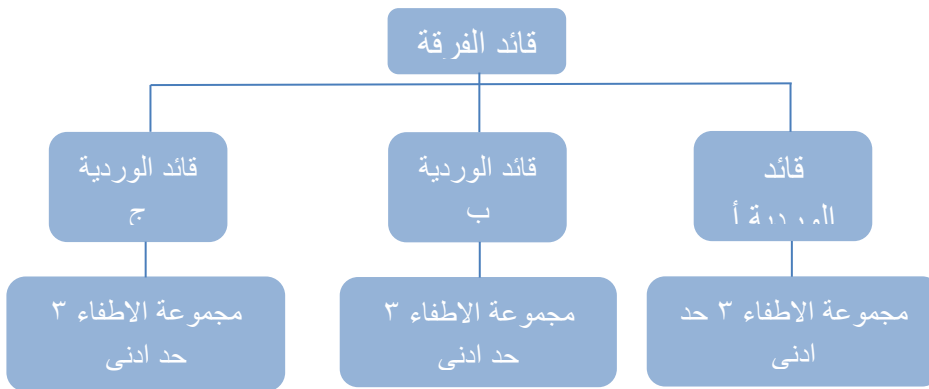 قائد الفرقة
قائد
الوردية أ
قائد الوردية
ب
قائد الوردية
ج
مجموعة الاطفاء ٣ حد
ادنى
مجموعة الاطفاء ٣
حد ادنى
مجموعة الاطفاء ٣
حد ادنى